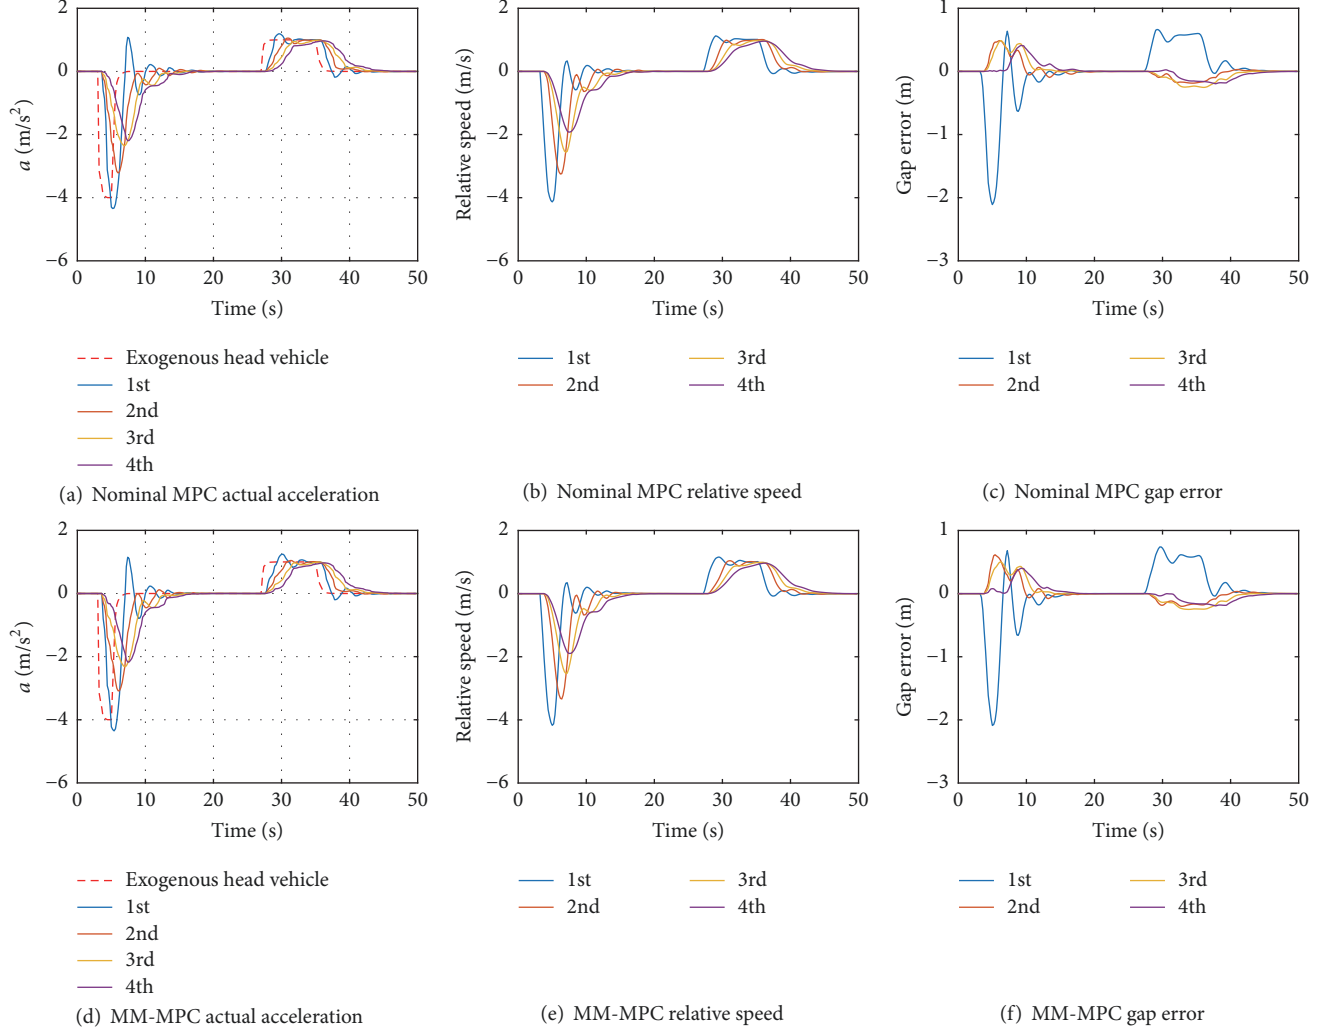 2
0
−2
−4
−6
0 10 20 30 40 50
a (m/s²)
Time (s)
Exogenous head vehicle
1st
2nd
3rd
4th
(a) Nominal MPC actual acceleration
2
0
−2
−4
−6
0 10 20 30 40 50
Relative speed (m/s)
Time (s)
1st 3rd
2nd 4th
(b) Nominal MPC relative speed
1
0
−1
−2
−3
0 10 20 30 40 50
Gap error (m)
Time (s)
1st 3rd
2nd 4th
(c) Nominal MPC gap error
2
0
−2
−4
−6
0 10 20 30 40 50
a (m/s²)
Time (s)
Exogenous head vehicle
1st
2nd
3rd
4th
(d) MM-MPC actual acceleration
2
0
−2
−4
−6
0 10 20 30 40 50
Relative speed (m/s)
Time (s)
1st 3rd
2nd 4th
(e) MM-MPC relative speed
1
0
−1
−2
−3
0 10 20 30 40 50
Gap error (m)
Time (s)
1st 3rd
2nd 4th
(f) MM-MPC gap error